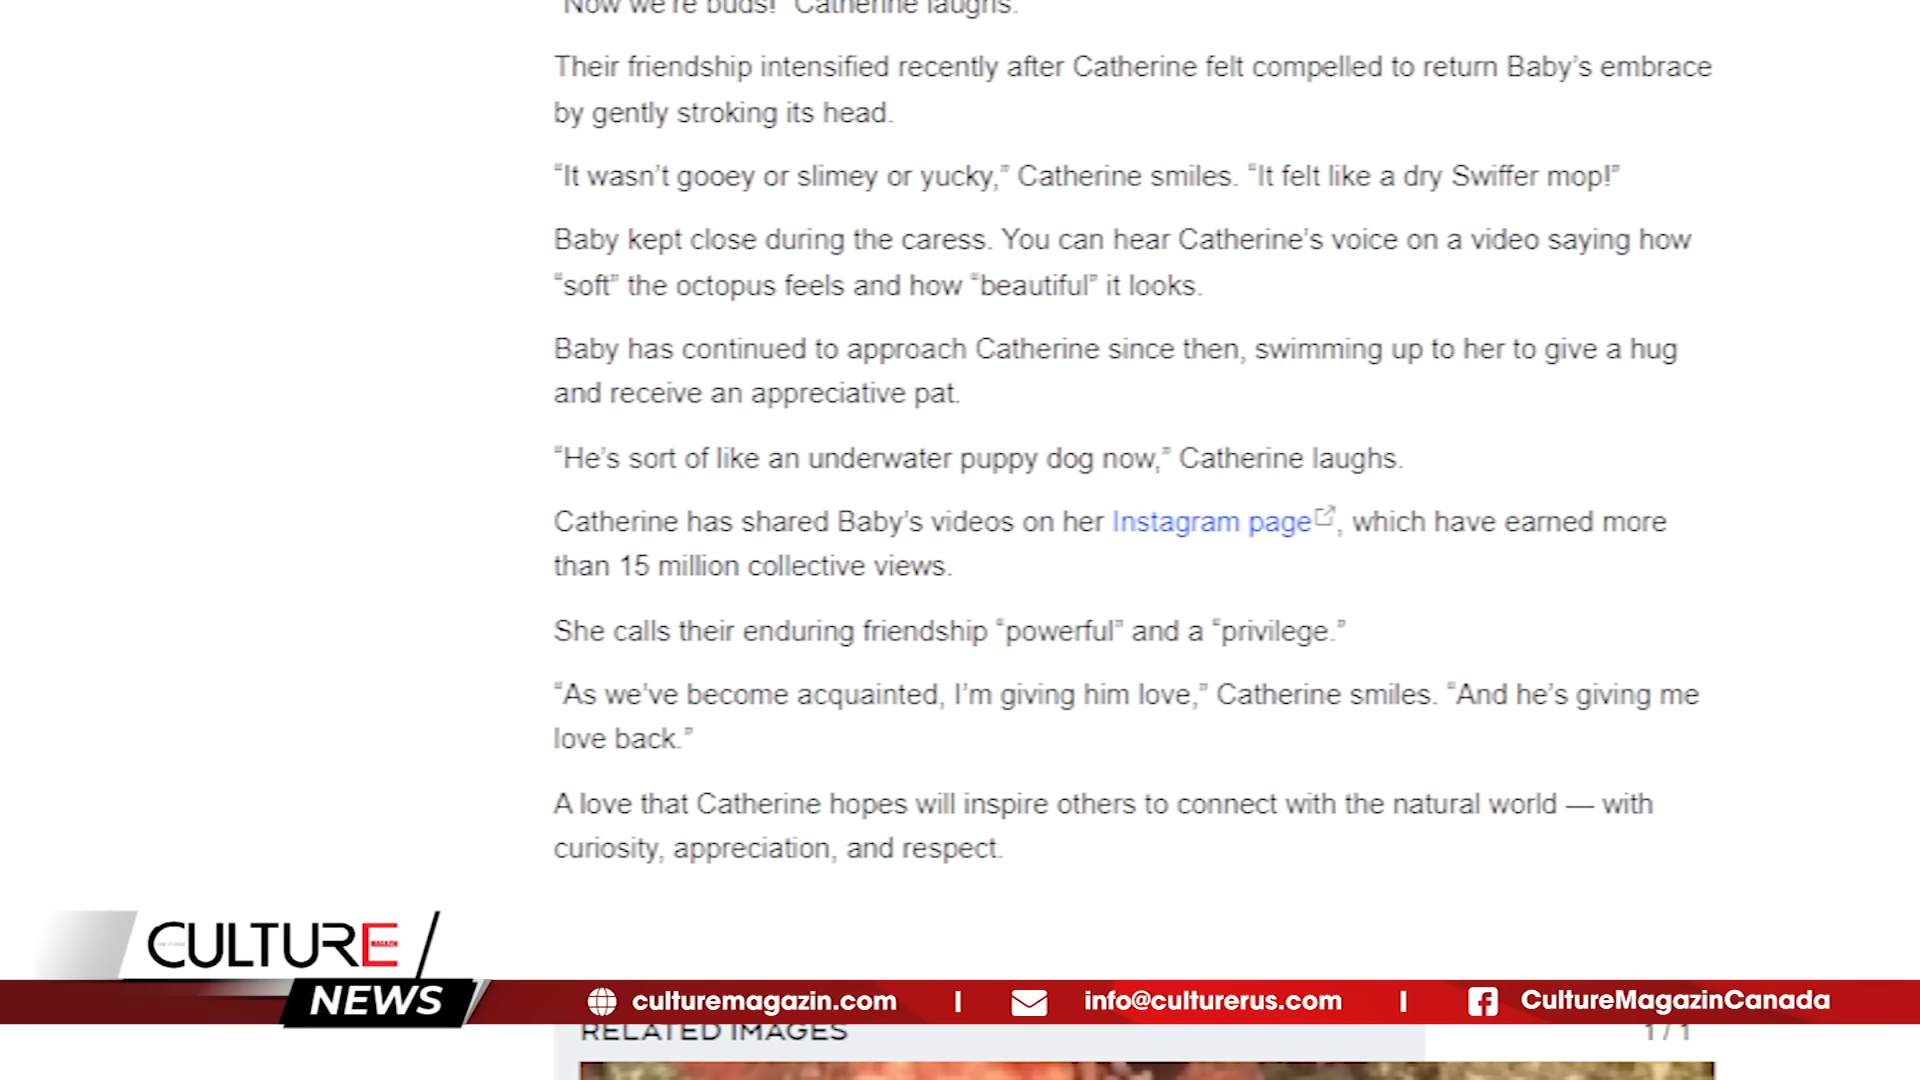 "Now we're buds!" Catherine laughs.
Their friendship intensified recently after Catherine felt compelled to return Baby's embrace
by gently stroking its head.
"It wasn't gooey or slimey or yucky," Catherine smiles. "It felt like a dry Swiffer mop!"
Baby kept close during the caress. You can hear Catherine's voice on a video saying how
"soft" the octopus feels and how "beautiful" it looks.
Baby has continued to approach Catherine since then, swimming up to her to give a hug
and receive an appreciative pat.
"He's sort of like an underwater puppy dog now," Catherine laughs.
Catherine has shared Baby's videos on her Instagram page, which have earned more
than 15 million collective views.
She calls their enduring friendship "powerful" and a "privilege."
"As we've become acquainted, I'm giving him love," Catherine smiles. "And he's giving me
love back."
A love that Catherine hopes will inspire others to connect with the natural world — with
curiosity, appreciation, and respect.
CULTURE
MAGAZIN
NEWS
culturemagazin.com | info@culturerus.com | CultureMagazinCanada
RELATED IMAGES 1 / 1